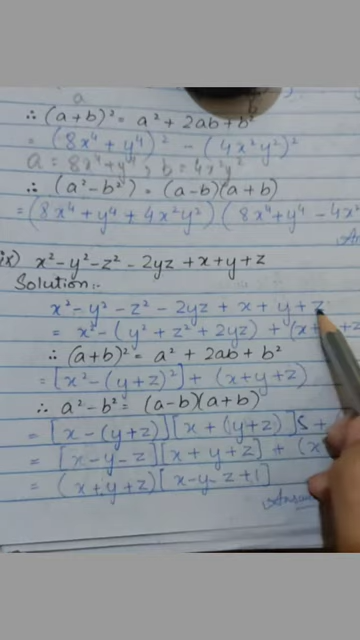 a b
∴ (a+b)² = a² + 2ab + b²
= (8x⁴ + y⁴)² - (4x²y²)²
a = 8x⁴+y⁴, b = 4x²y²
∴ (a²-b²) = (a-b)(a+b)
= (8x⁴ + y⁴ + 4x²y²) (8x⁴+y⁴ - 4x²
ix) x² - y² - z² - 2yz + x + y + z
Solution:
x² - y² - z² - 2yz + x + y + z
= x² - (y² + z² + 2yz) + (x + z
∴ (a+b)² = a² + 2ab + b²
= [x² - (y+z)²] + (x+y+z)
∴ a² - b² = (a-b)(a+b)
= [x - (y+z)][x + (y+z)] +
= [x-y-z][x+y+z] + (x
= (x+y+z)[x-y-z+1]
Answer